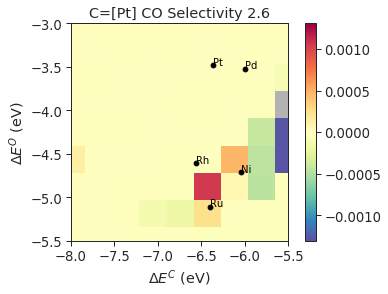 C=[Pt] CO Selectivity 2.6
−3.0
−3.5
−4.0
−4.5
−5.0
−5.5
ΔE^O (eV)
Pt
Pd
Rh
Ni
Ru
−8.0 −7.5 −7.0 −6.5 −6.0 −5.5
ΔE^C (eV)
0.0010
0.0005
0.0000
−0.0005
−0.0010